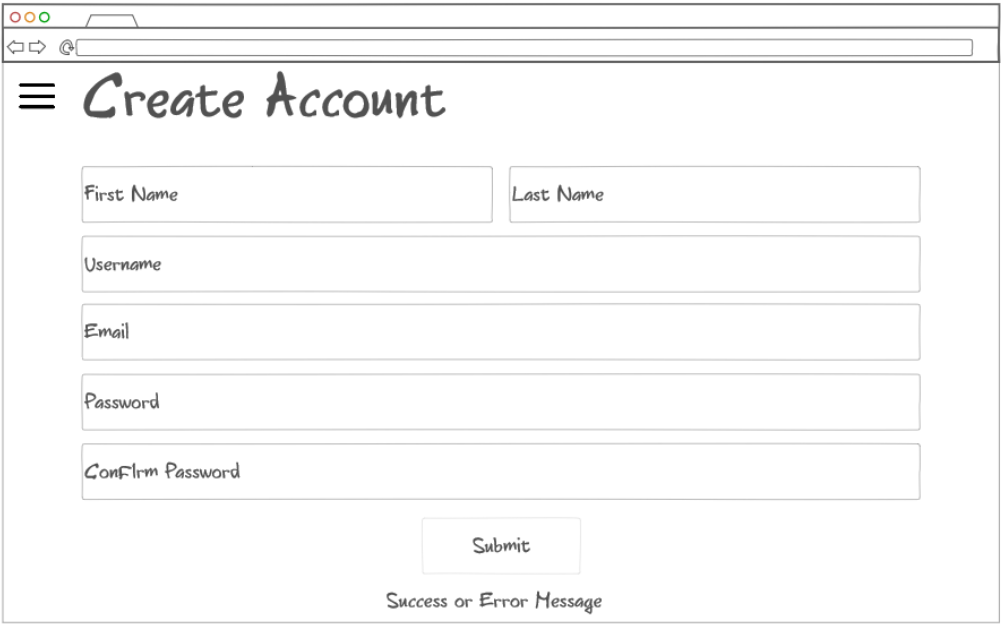 Create Account
First Name
Last Name
Username
Email
Password
ConFIrm Password
Submit
Success or Error Message